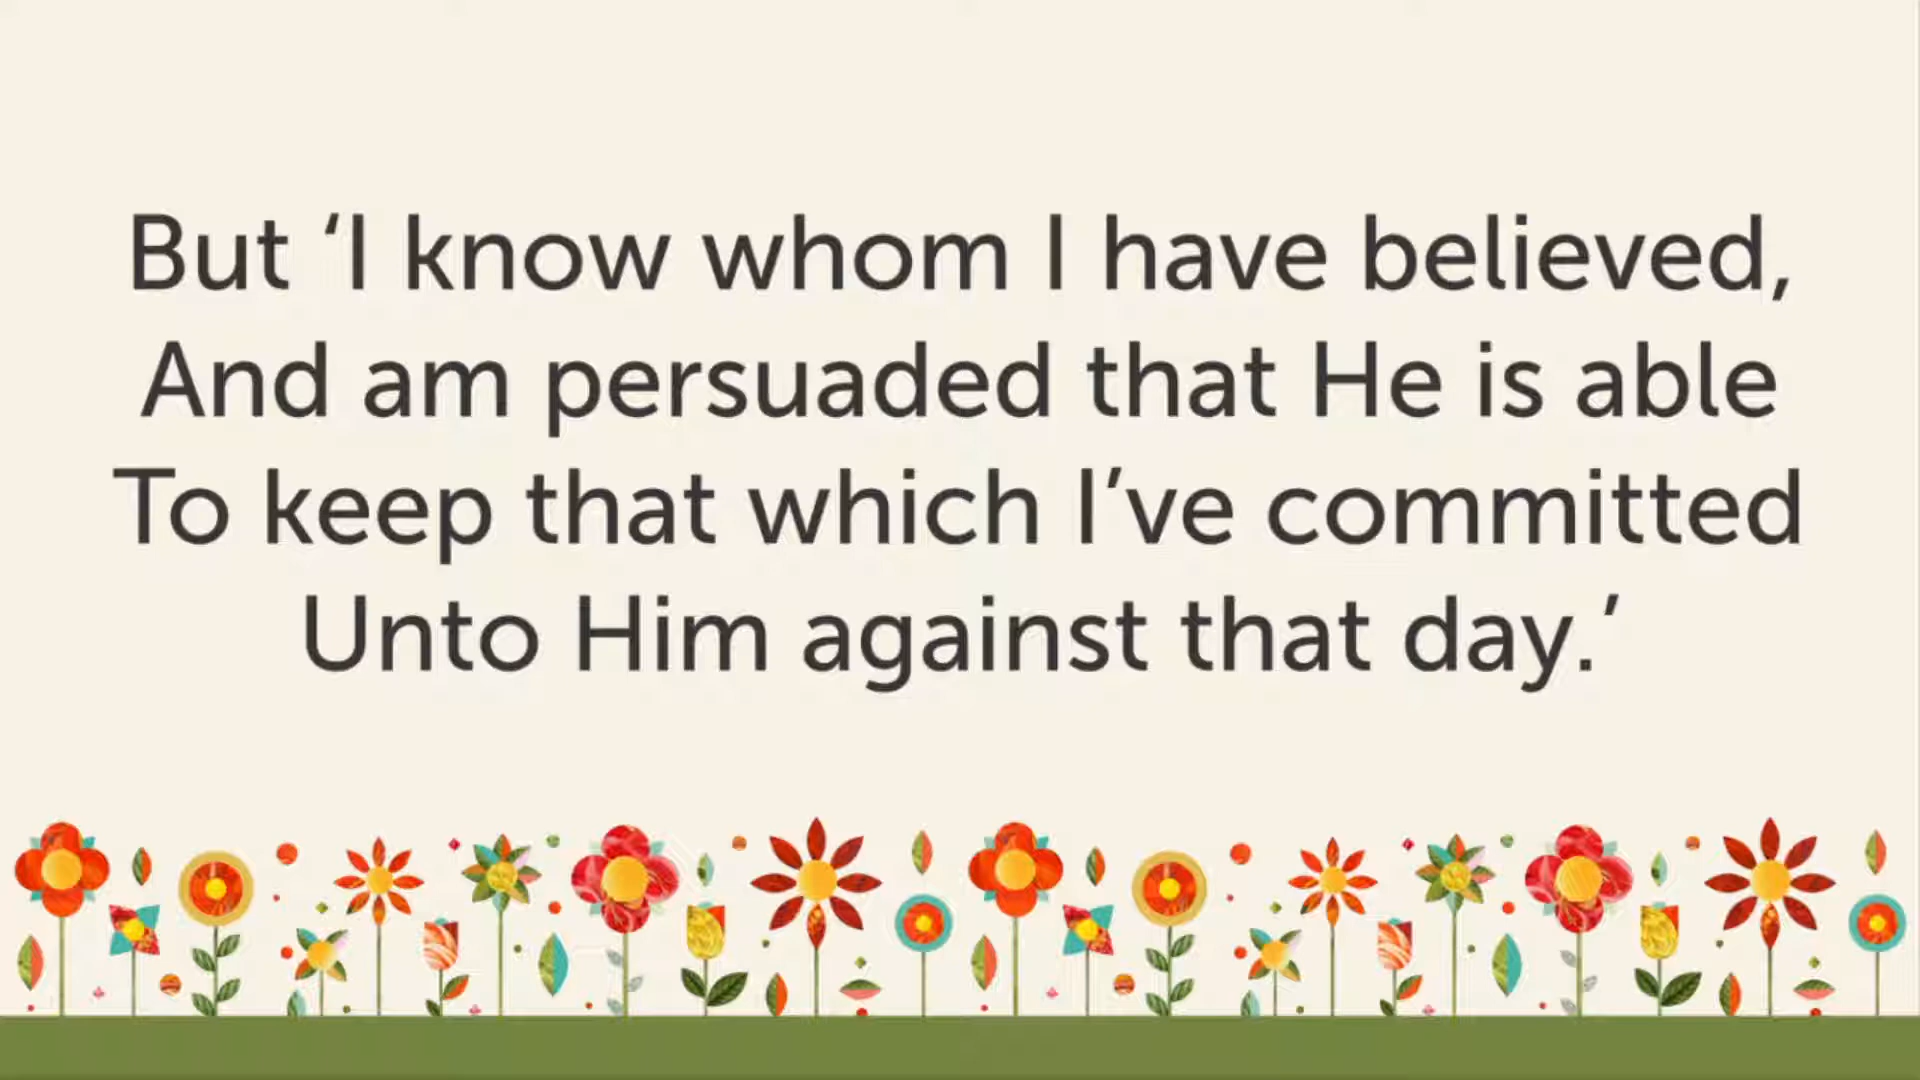 But ‘I know whom I have believed,
And am persuaded that He is able
To keep that which I’ve committed
Unto Him against that day.’